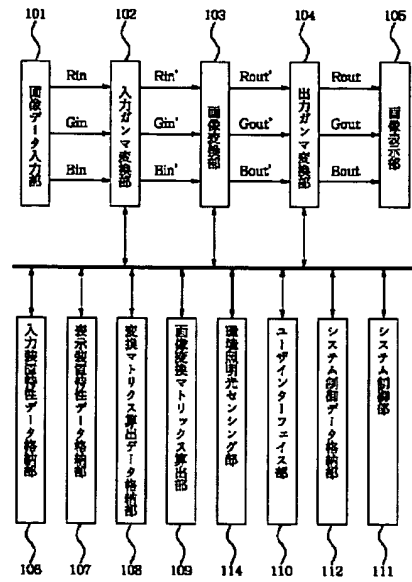 101 102 103 104 105
画像データ入力部
Rin
Gin
Bin
入力ガンマ変換部
Rin'
Gin'
Bin'
画像変換部
Rout'
Gout'
Bout'
出力ガンマ変換部
Rout
Gout
Bout
画像表示部
入力装置特性データ格納部
表示装置特性データ格納部
変換マトリクス算出データ格納部
画像変換マトリックス算出部
環境照明光センシング部
ユーザインターフェイス部
システム制御データ格納部
システム制御部
106 107 108 109 114 110 112 111